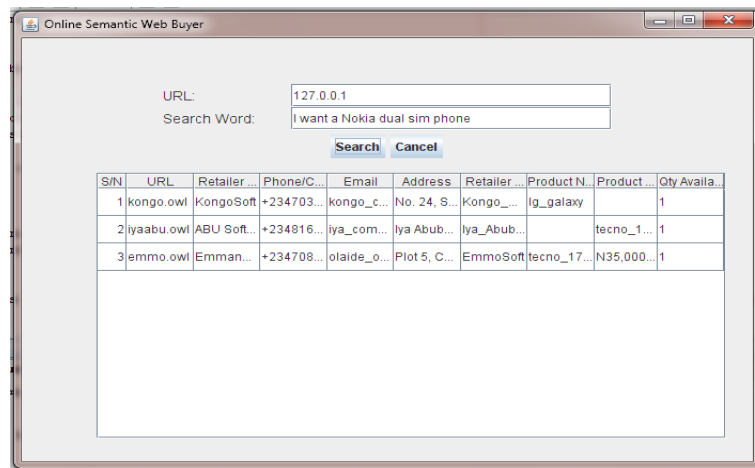 Online Semantic Web Buyer
URL: 127.0.0.1
Search Word: I want a Nokia dual sim phone
Search Cancel
S/N URL Retailer ... Phone/C... Email Address Retailer ... Product N... Product ... Qty Availa...
1 kongo.owl KongoSoft +234703... kongo_c... No. 24, S... Kongo_... lg_galaxy 1
2 iyaabu.owl ABU Soft... +234816... iya_com... Iya Abub... Iya_Abub... tecno_1... 1
3 emmo.owl Emman... +234708... olaide_o... Plot 5, C... EmmoSoft tecno_17... N35,000... 1